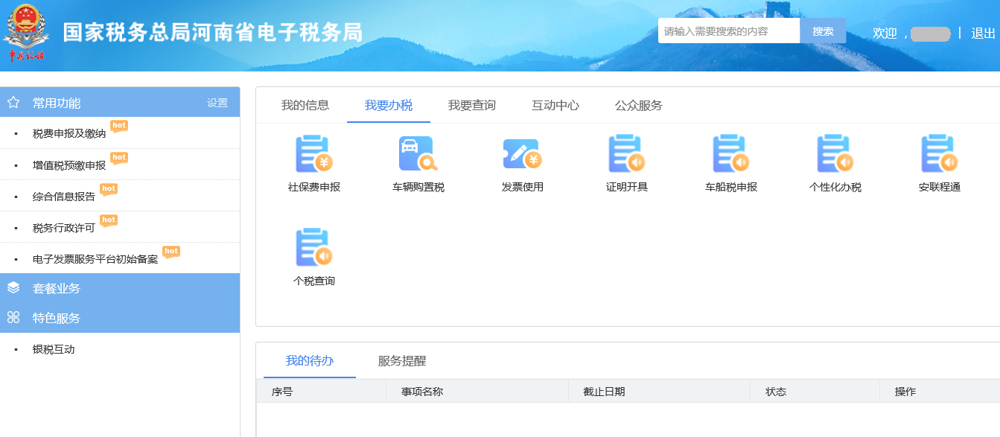 国家税务总局河南省电子税务局
中国税务
请输入需要搜索的内容 搜索
欢迎 , | 退出
常用功能 设置
税费申报及缴纳 hot
增值税预缴申报 hot
综合信息报告 hot
税务行政许可 hot
电子发票服务平台初始备案 hot
套餐业务
特色服务
银税互动
我的信息 我要办税 我要查询 互动中心 公众服务
社保费申报 车辆购置税 发票使用 证明开具 车船税申报 个性化办税 安联程通
个税查询
我的待办 服务提醒
序号 事项名称 截止日期 状态 操作